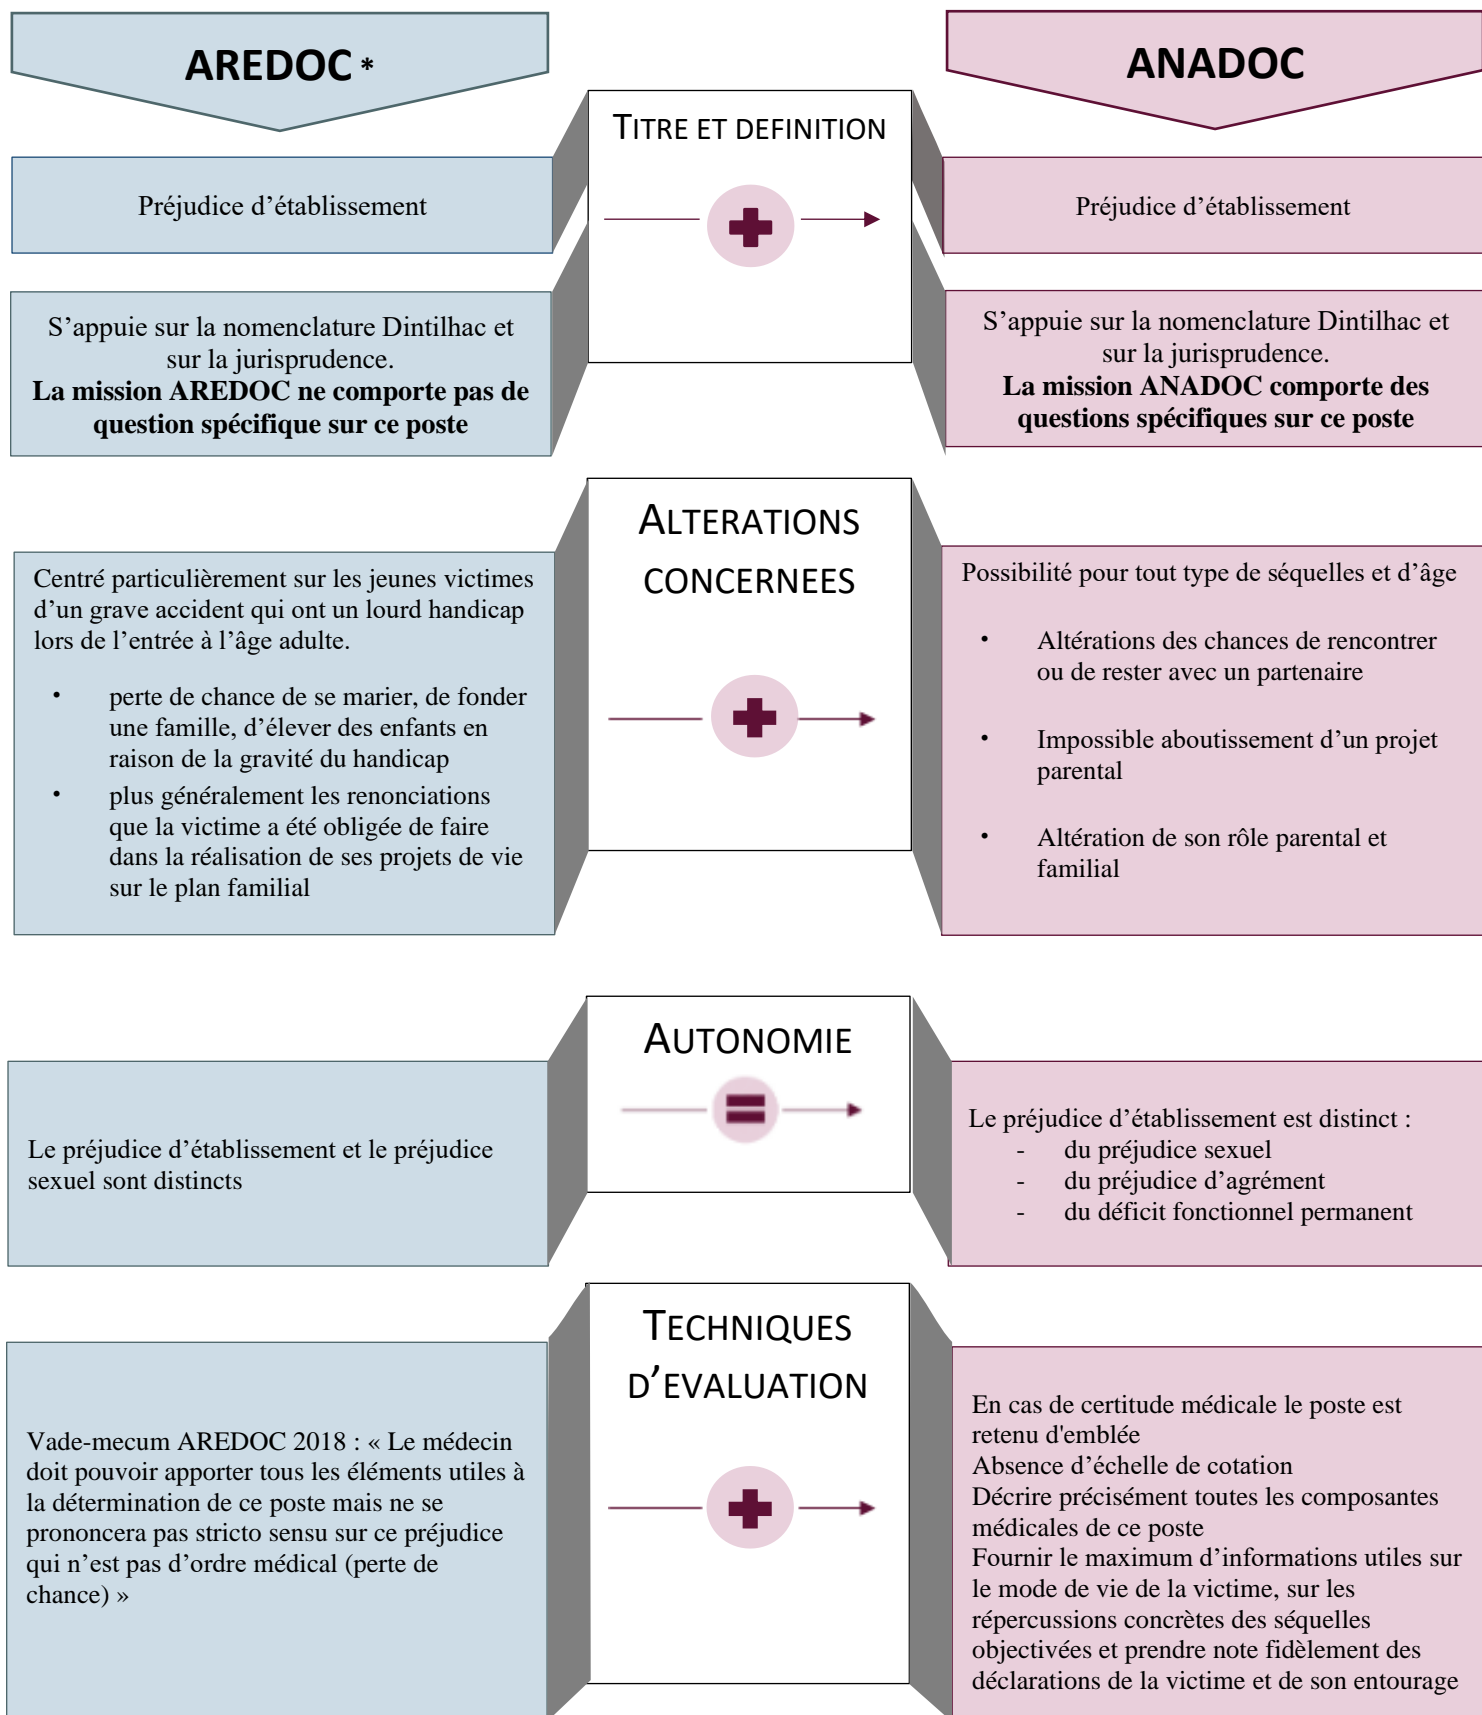 AREDOC *
ANADOC
TITRE ET DEFINITION
Préjudice d’établissement
Préjudice d’établissement
S’appuie sur la nomenclature Dintilhac et
sur la jurisprudence.
La mission AREDOC ne comporte pas de
question spécifique sur ce poste
S’appuie sur la nomenclature Dintilhac et
sur la jurisprudence.
La mission ANADOC comporte des
questions spécifiques sur ce poste
ALTERATIONS
CONCERNEES
Centré particulièrement sur les jeunes victimes
d’un grave accident qui ont un lourd handicap
lors de l’entrée à l’âge adulte.
• perte de chance de se marier, de fonder
une famille, d’élever des enfants en
raison de la gravité du handicap
• plus généralement les renonciations
que la victime a été obligée de faire
dans la réalisation de ses projets de vie
sur le plan familial
Possibilité pour tout type de séquelles et d’âge
• Altérations des chances de rencontrer
ou de rester avec un partenaire
• Impossible aboutissement d’un projet
parental
• Altération de son rôle parental et
familial
AUTONOMIE
Le préjudice d’établissement et le préjudice
sexuel sont distincts
Le préjudice d’établissement est distinct :
- du préjudice sexuel
- du préjudice d’agrément
- du déficit fonctionnel permanent
TECHNIQUES
D’EVALUATION
Vade-mecum AREDOC 2018 : « Le médecin
doit pouvoir apporter tous les éléments utiles à
la détermination de ce poste mais ne se
prononcera pas stricto sensu sur ce préjudice
qui n’est pas d’ordre médical (perte de
chance) »
En cas de certitude médicale le poste est
retenu d'emblée
Absence d’échelle de cotation
Décrire précisément toutes les composantes
médicales de ce poste
Fournir le maximum d’informations utiles sur
le mode de vie de la victime, sur les
répercussions concrètes des séquelles
objectivées et prendre note fidèlement des
déclarations de la victime et de son entourage